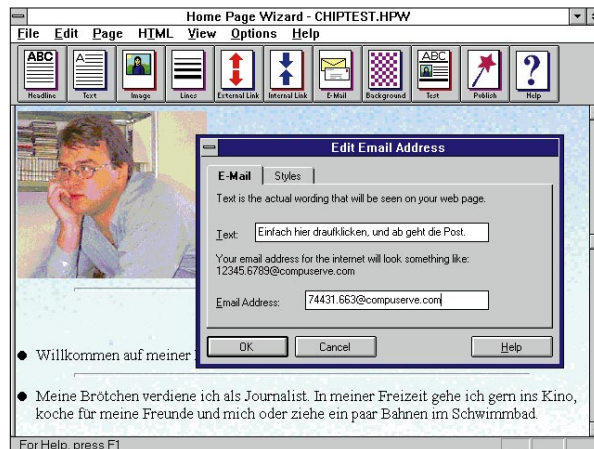 Home Page Wizard - CHIPTEST.HPW
File Edit Page HTML View Options Help
ABC ABC
Headline Text Image Lines External Link Internal Link E-Mail Background Test Publish Help
Edit Email Address
E-Mail Styles
Text is the actual wording that will be seen on your web page.
Text: Einfach hier draufklicken, und ab geht die Post.
Your email address for the internet will look something like:
12345.6789@compuserve.com
Email Address: 74431.663@compuserve.com
OK Cancel Help
Willkommen auf meiner
Meine Brötchen verdiene ich als Journalist. In meiner Freizeit gehe ich gern ins Kino,
koche für meine Freunde und mich oder ziehe ein paar Bahnen im Schwimmbad.
For Help, press F1